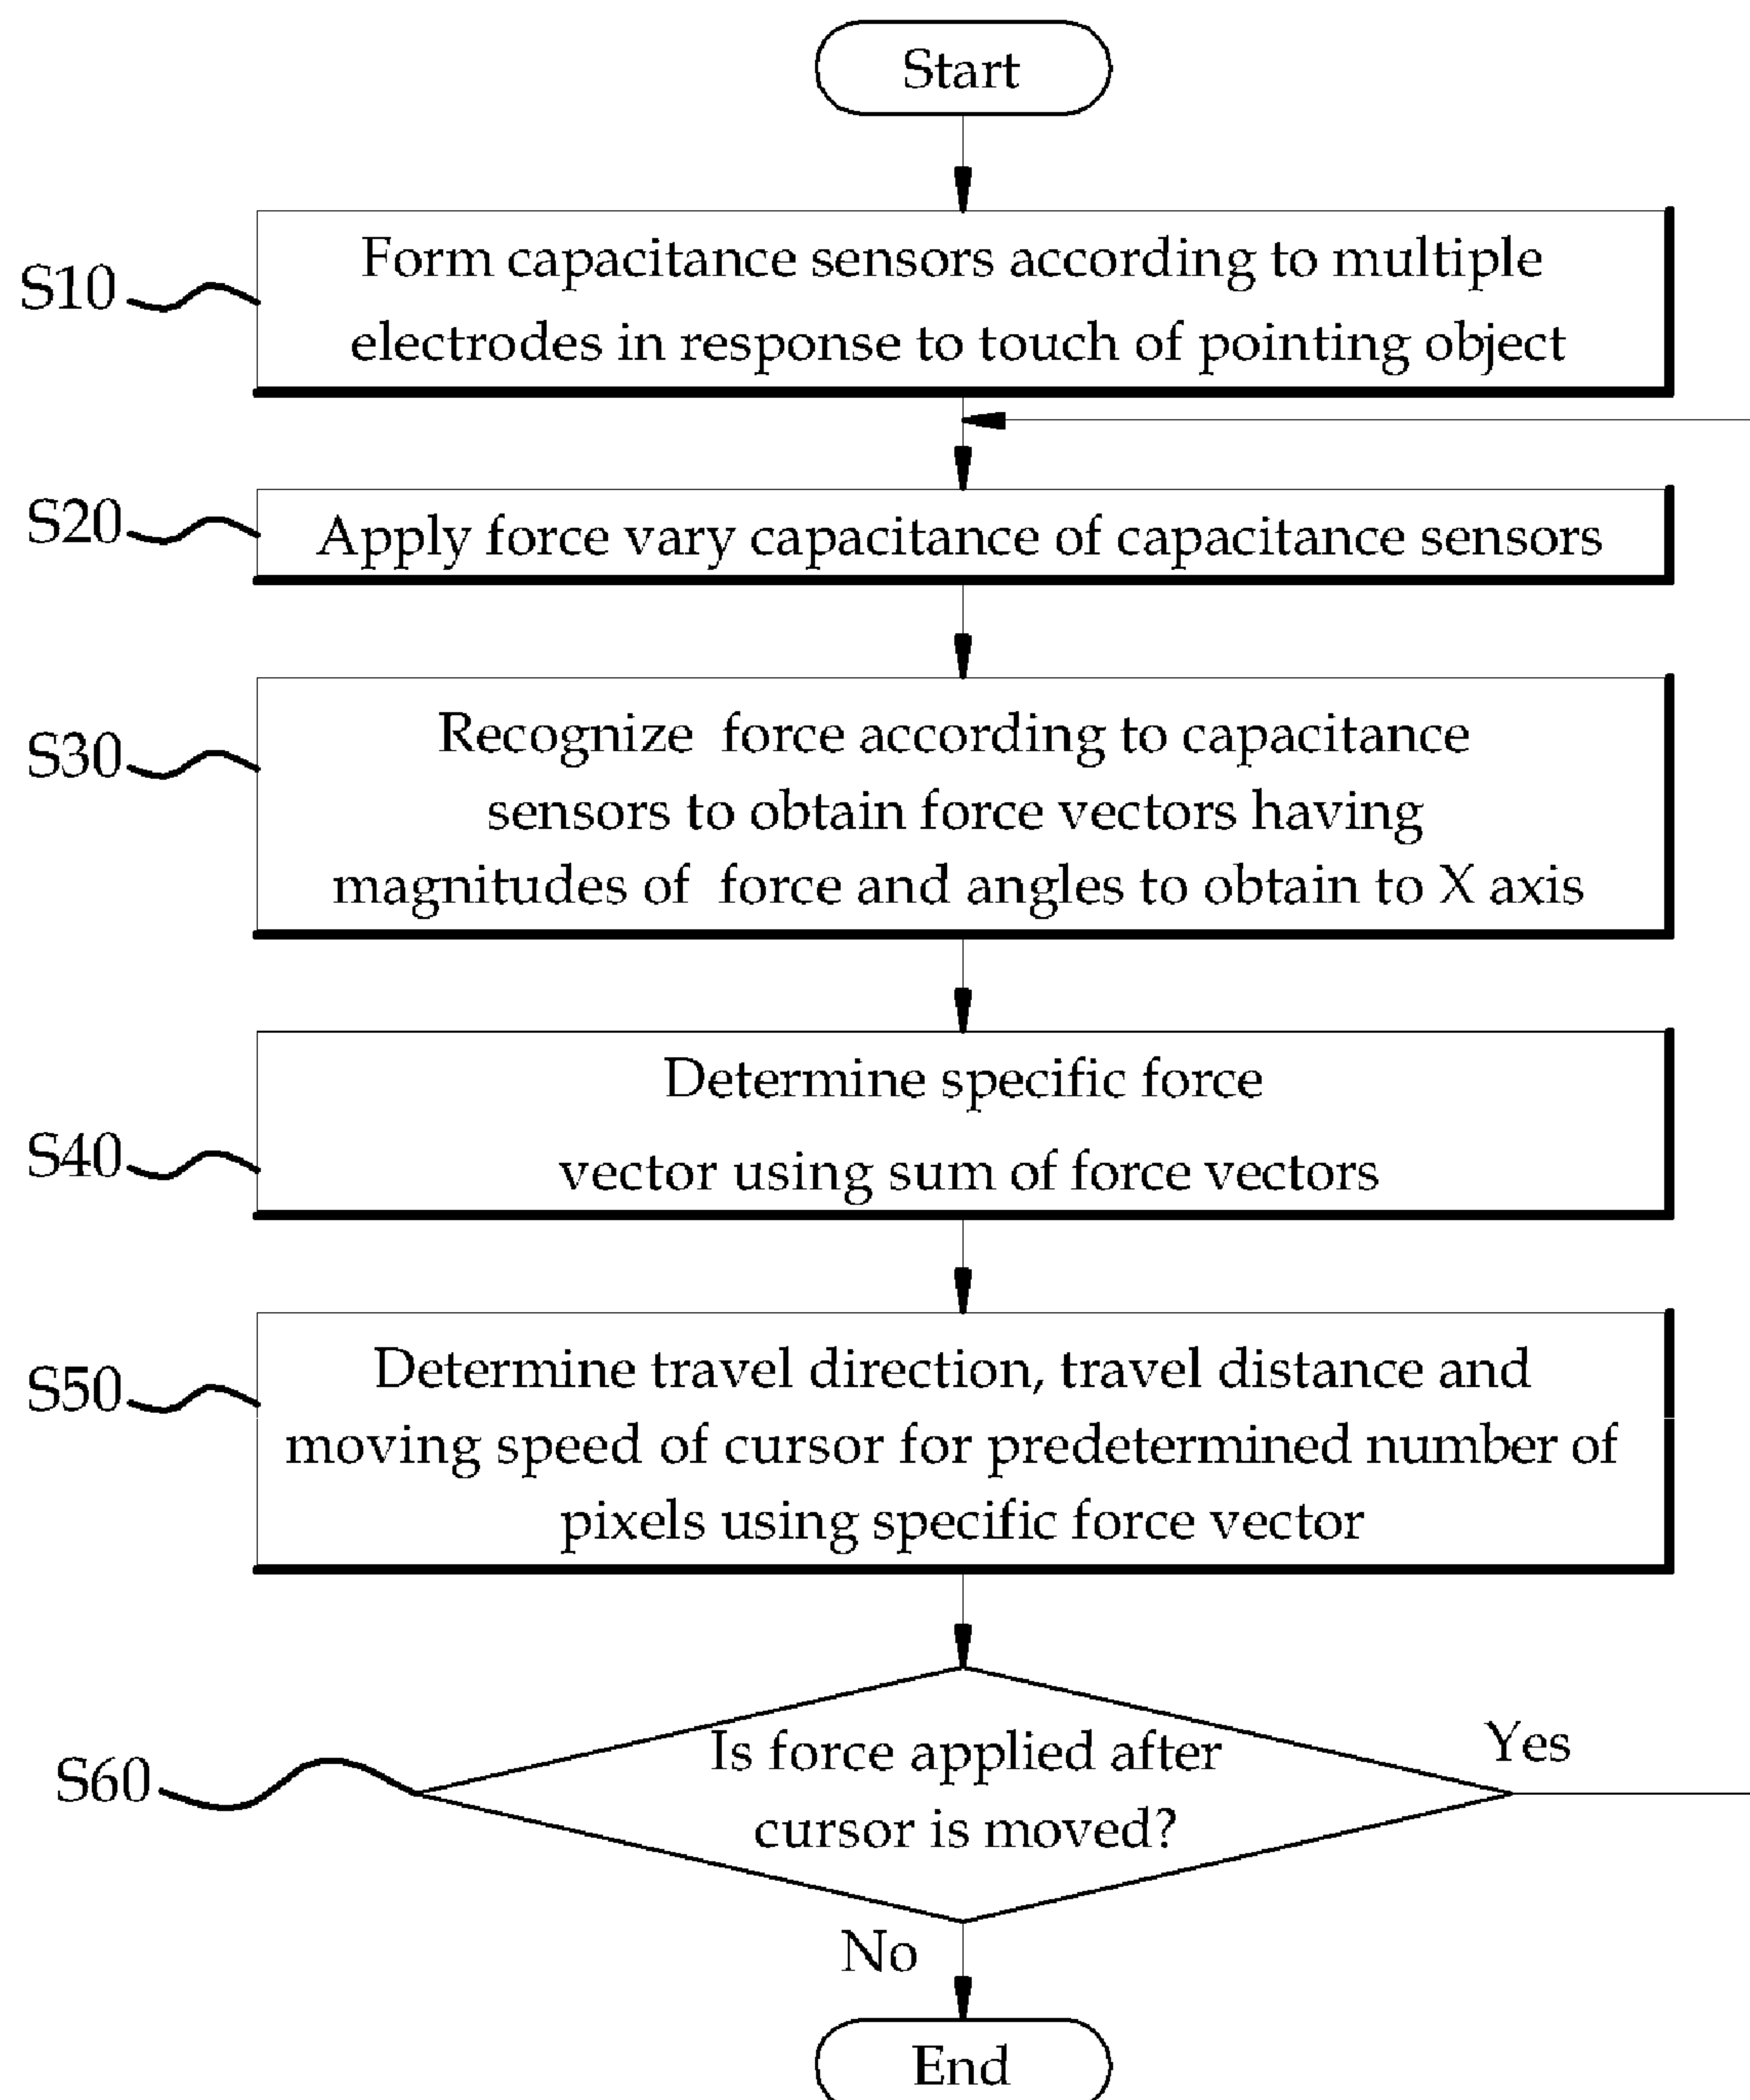 Start
S10
Form capacitance sensors according to multiple
electrodes in response to touch of pointing object
S20
Apply force vary capacitance of capacitance sensors
S30
Recognize force according to capacitance
sensors to obtain force vectors having
magnitudes of force and angles to obtain to X axis
S40
Determine specific force
vector using sum of force vectors
S50
Determine travel direction, travel distance and
moving speed of cursor for predetermined number of
pixels using specific force vector
S60
Is force applied after
cursor is moved?
Yes
No
End